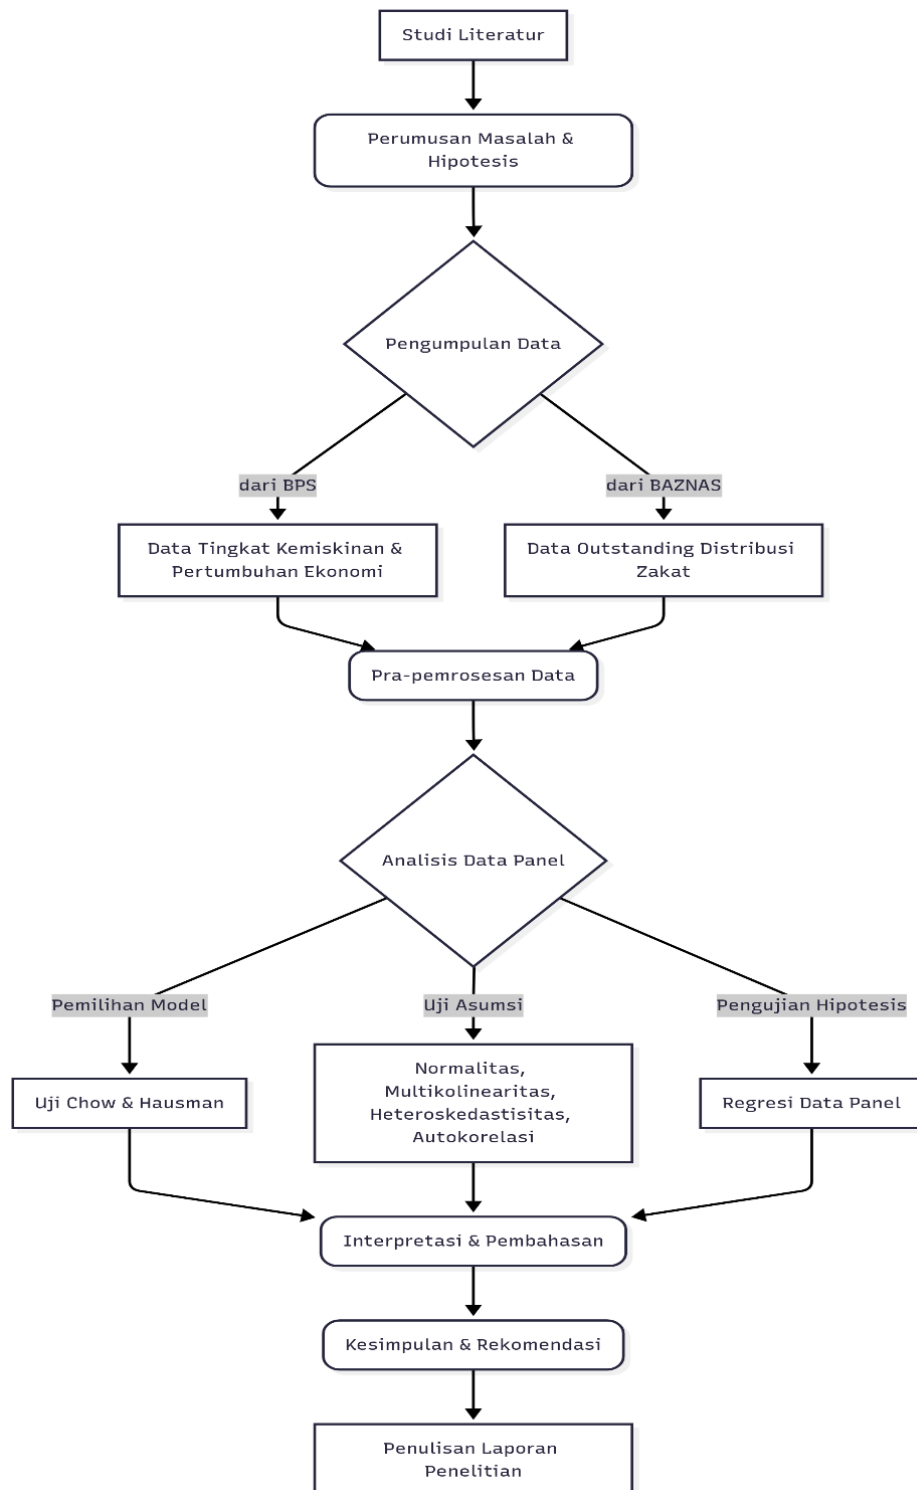 Studi Literatur
Perumusan Masalah &
Hipotesis
Pengumpulan Data
dari BPS
dari BAZNAS
Data Tingkat Kemiskinan &
Pertumbuhan Ekonomi
Data Outstanding Distribusi
Zakat
Pra-pemrosesan Data
Analisis Data Panel
Pemilihan Model
Uji Asumsi
Pengujian Hipotesis
Uji Chow & Hausman
Normalitas,
Multikolinearitas,
Heteroskedastisitas,
Autokorelasi
Regresi Data Panel
Interpretasi & Pembahasan
Kesimpulan & Rekomendasi
Penulisan Laporan
Penelitian